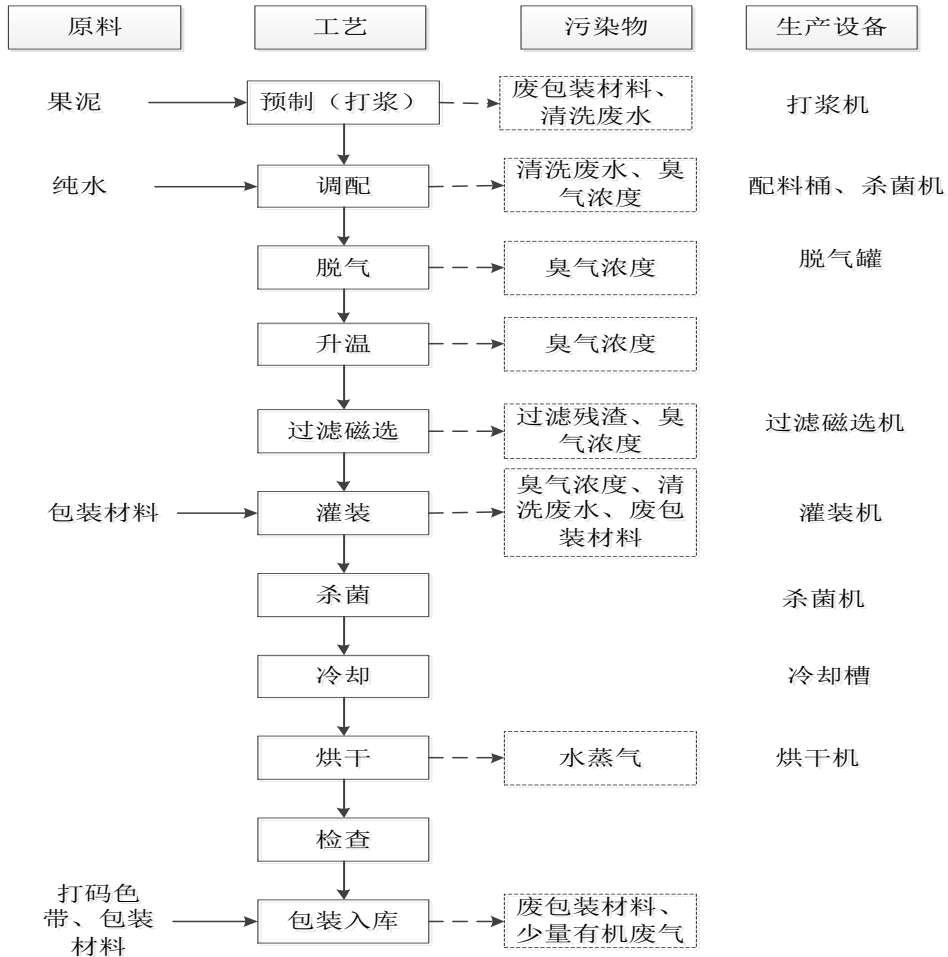 原料 工艺 污染物 生产设备
果泥 预制（打浆） 废包装材料、
清洗废水 打浆机
纯水 调配 清洗废水、臭
气浓度 配料桶、杀菌机
脱气 臭气浓度 脱气罐
升温 臭气浓度
过滤磁选 过滤残渣、臭
气浓度 过滤磁选机
包装材料 灌装 臭气浓度、清
洗废水、废包
装材料 灌装机
杀菌 杀菌机
冷却 冷却槽
烘干 水蒸气 烘干机
检查
打码色
带、包装
材料 包装入库 废包装材料、
少量有机废气